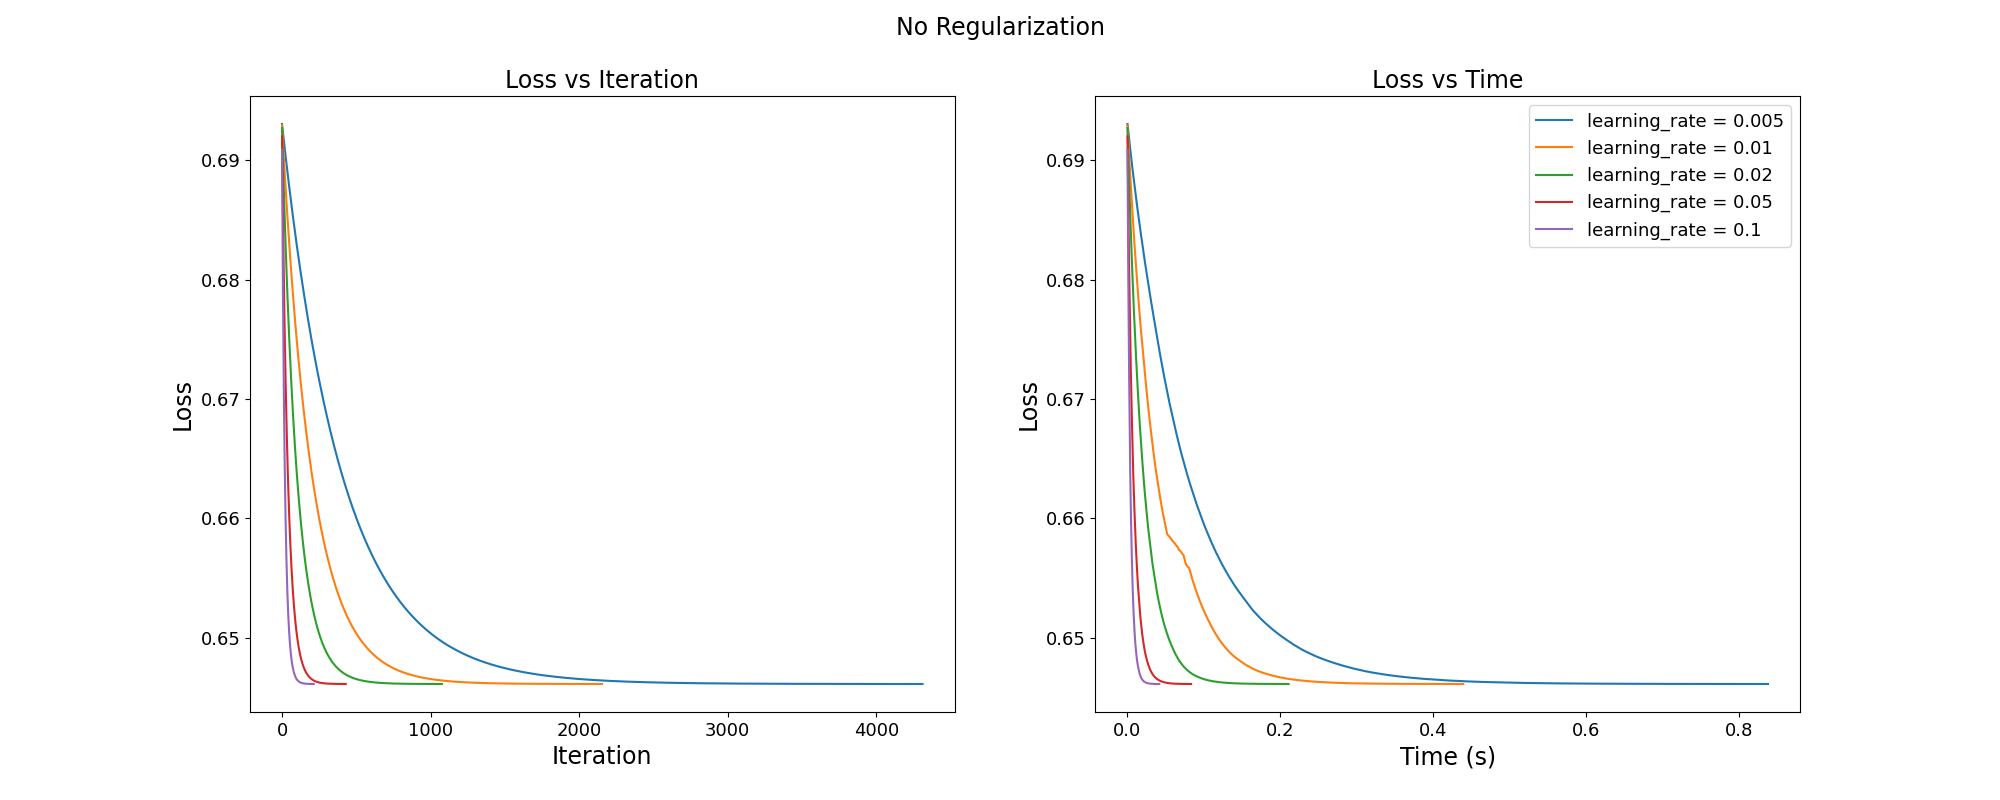 No Regularization
Loss vs Iteration
0.69
0.68
0.67
0.66
0.65
Loss
0 1000 2000 3000 4000
Iteration
Loss vs Time
learning_rate = 0.005
learning_rate = 0.01
learning_rate = 0.02
learning_rate = 0.05
learning_rate = 0.1
0.69
0.68
0.67
0.66
0.65
Loss
0.0 0.2 0.4 0.6 0.8
Time (s)